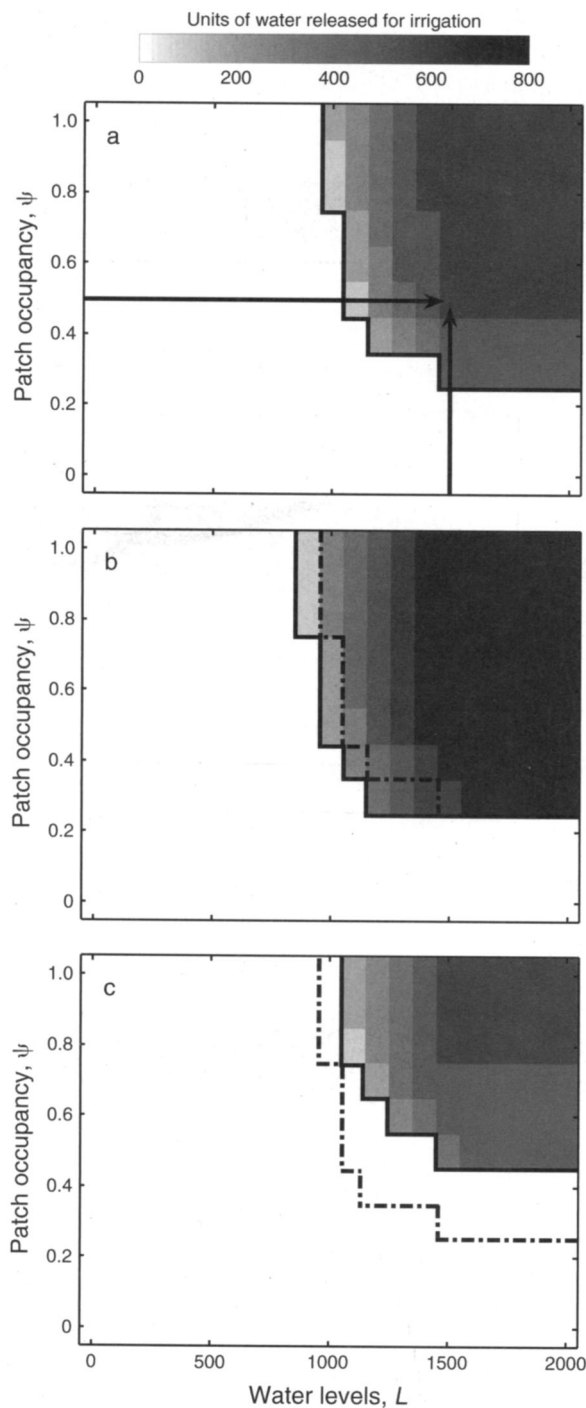 Units of water released for irrigation
0 200 400 600 800
a
1.0
0.8
0.6
0.4
0.2
0
Patch occupancy, ψ
b
1.0
0.8
0.6
0.4
0.2
0
Patch occupancy, ψ
c
1.0
0.8
0.6
0.4
0.2
0
Patch occupancy, ψ
0 500 1000 1500 2000
Water levels, L